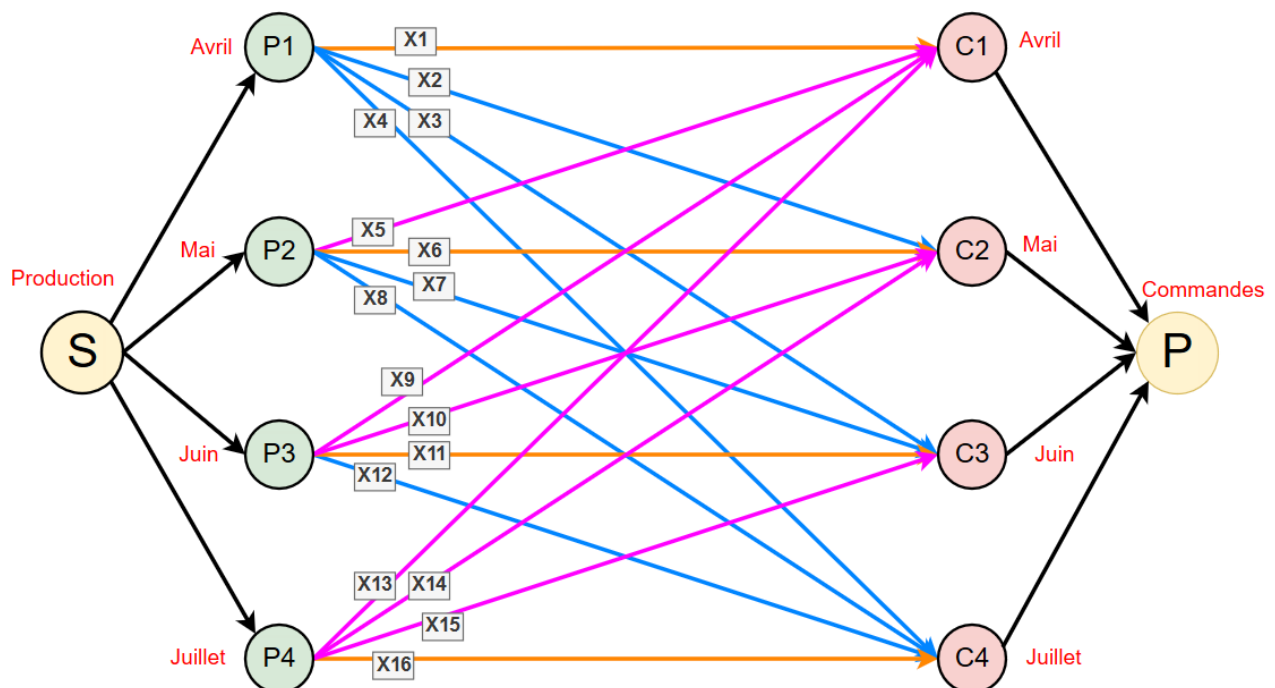 Avril
P1
X1
C1
Avril
X2
X4
X3
Mai
P2
X5
X6
C2
Mai
X7
X8
Production
Commandes
S
P
X9
X10
Juin
P3
X11
C3
Juin
X12
X13
X14
X15
Juillet
P4
X16
C4
Juillet